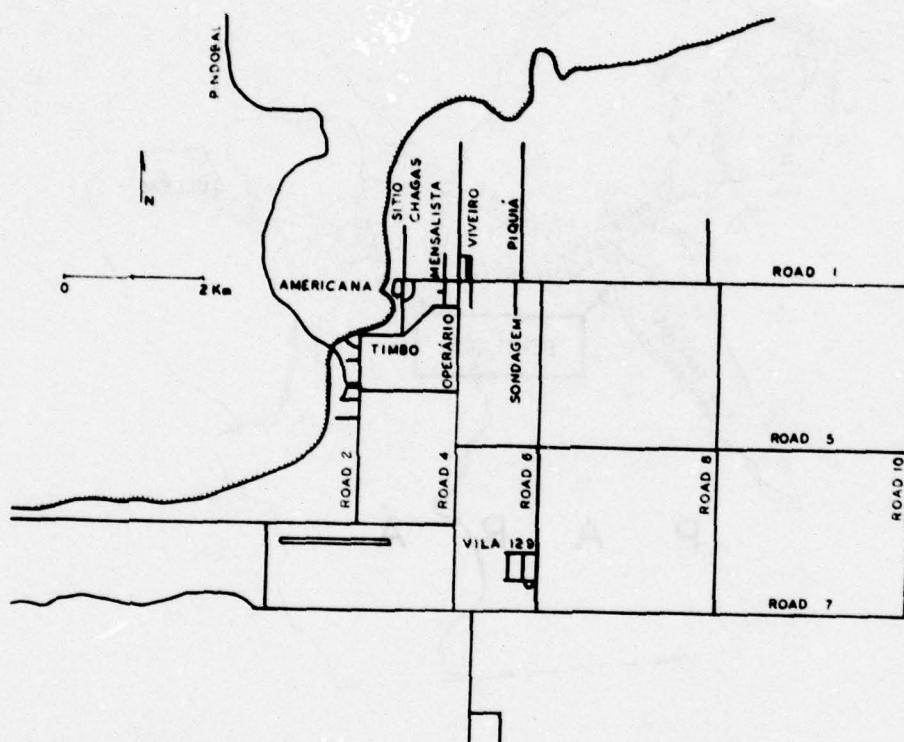 PINDOBAL
N
0 2 Km
AMERICANA
SITIO
CHAGAS
MENSALISTA
VIVEIRO
PIQUIÁ
ROAD 1
TIMBO
OPERÁRIO
SONDAGEM
ROAD 5
ROAD 2
ROAD 4
ROAD 6
ROAD 8
ROAD 10
VILA 129
ROAD 7
P A R Á